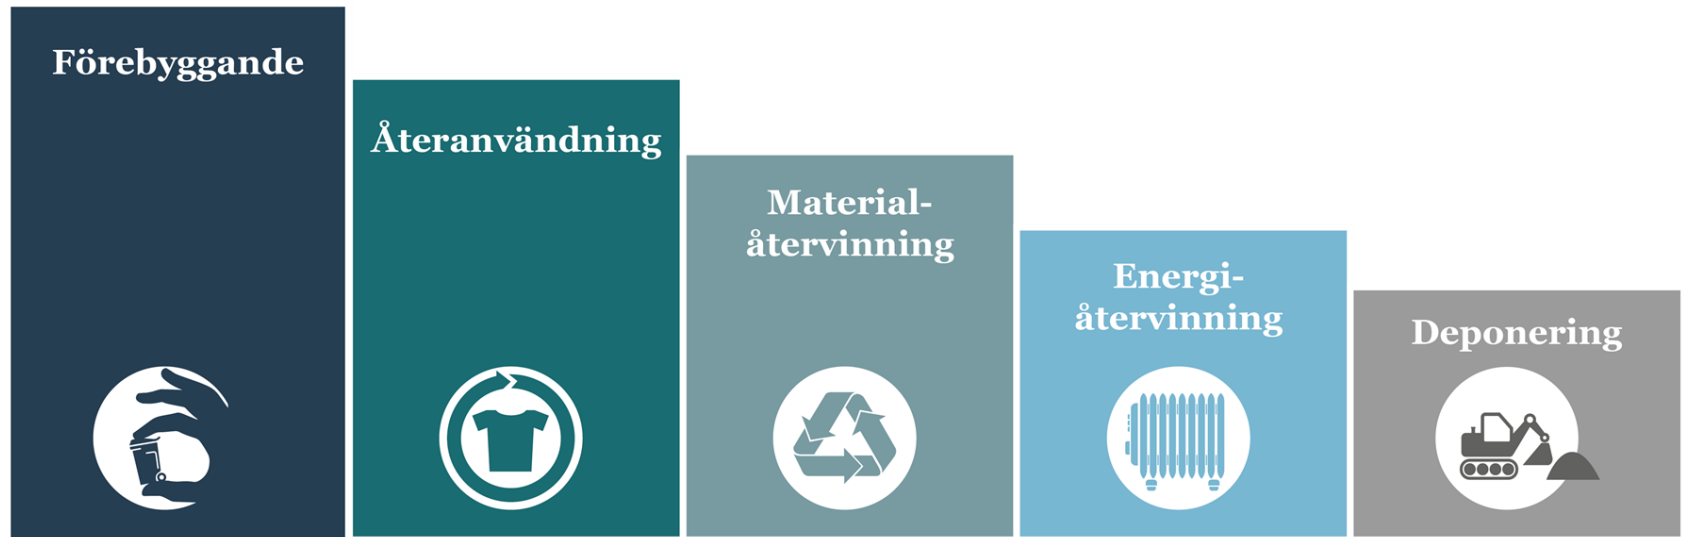 Förebyggande
Återanvändning
Material-
återvinning
Energi-
återvinning
Deponering